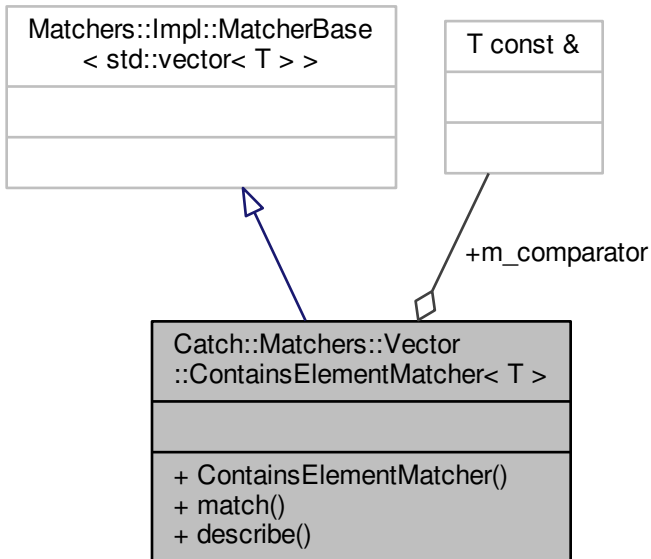 Matchers::Impl::MatcherBase
< std::vector< T > >
T const &
+m_comparator
Catch::Matchers::Vector
::ContainsElementMatcher< T >
+ ContainsElementMatcher()
+ match()
+ describe()